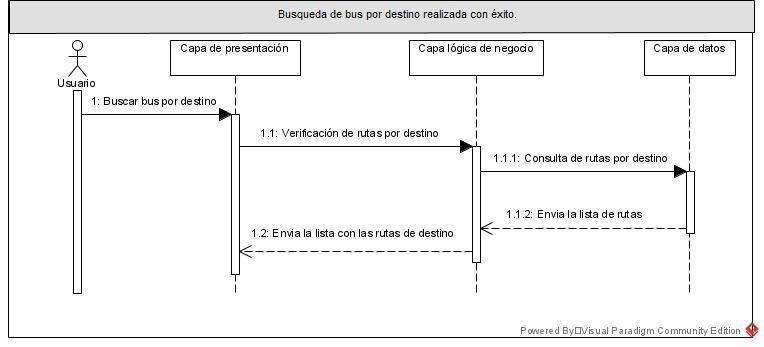 Busqueda de bus por destino realizada con éxito.
Capa de presentación
Capa lógica de negocio
Capa de datos
Usuario
1: Buscar bus por destino
1.1: Verificación de rutas por destino
1.1.1: Consulta de rutas por destino
1.1.2: Envia la lista de rutas
1.2: Envia la lista con las rutas de destino
Powered By□Visual Paradigm Community Edition